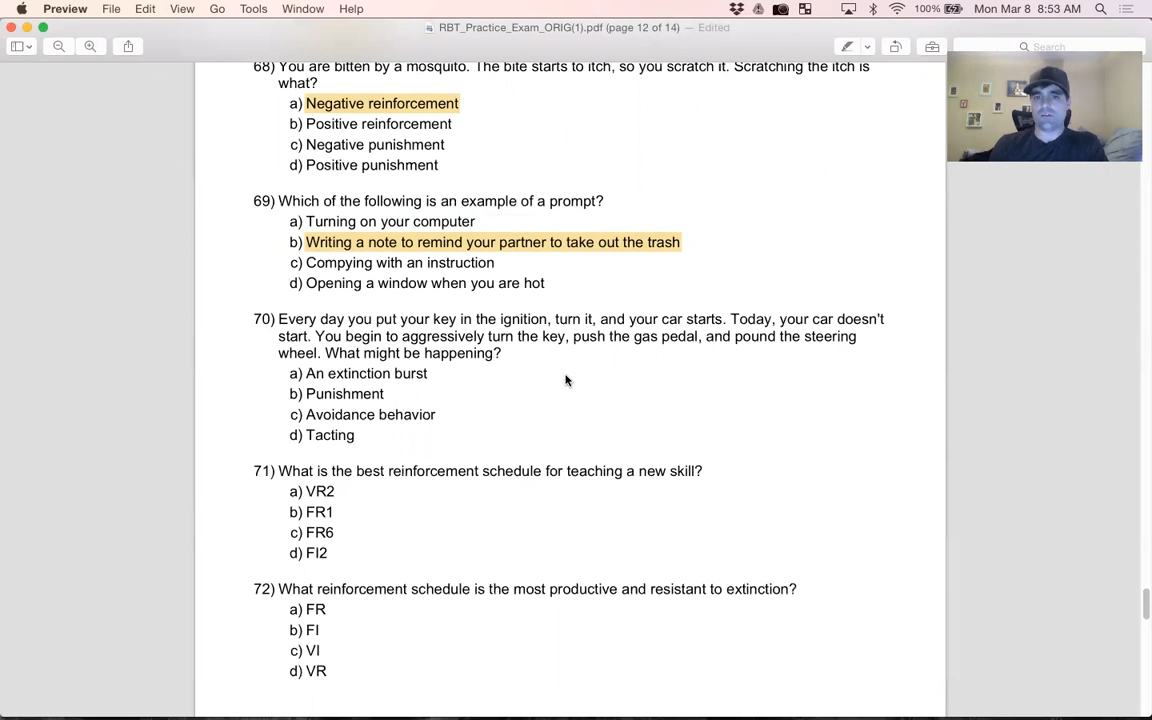 Preview File Edit View Go Tools Window Help 100% Mon Mar 8 8:53 AM
RBT_Practice_Exam_ORIG(1).pdf (page 12 of 14) — Edited
Search
68) You are bitten by a mosquito. The bite starts to itch, so you scratch it. Scratching the itch is
what?
a) Negative reinforcement
b) Positive reinforcement
c) Negative punishment
d) Positive punishment
69) Which of the following is an example of a prompt?
a) Turning on your computer
b) Writing a note to remind your partner to take out the trash
c) Compying with an instruction
d) Opening a window when you are hot
70) Every day you put your key in the ignition, turn it, and your car starts. Today, your car doesn't
start. You begin to aggressively turn the key, push the gas pedal, and pound the steering
wheel. What might be happening?
a) An extinction burst
b) Punishment
c) Avoidance behavior
d) Tacting
71) What is the best reinforcement schedule for teaching a new skill?
a) VR2
b) FR1
c) FR6
d) FI2
72) What reinforcement schedule is the most productive and resistant to extinction?
a) FR
b) FI
c) VI
d) VR